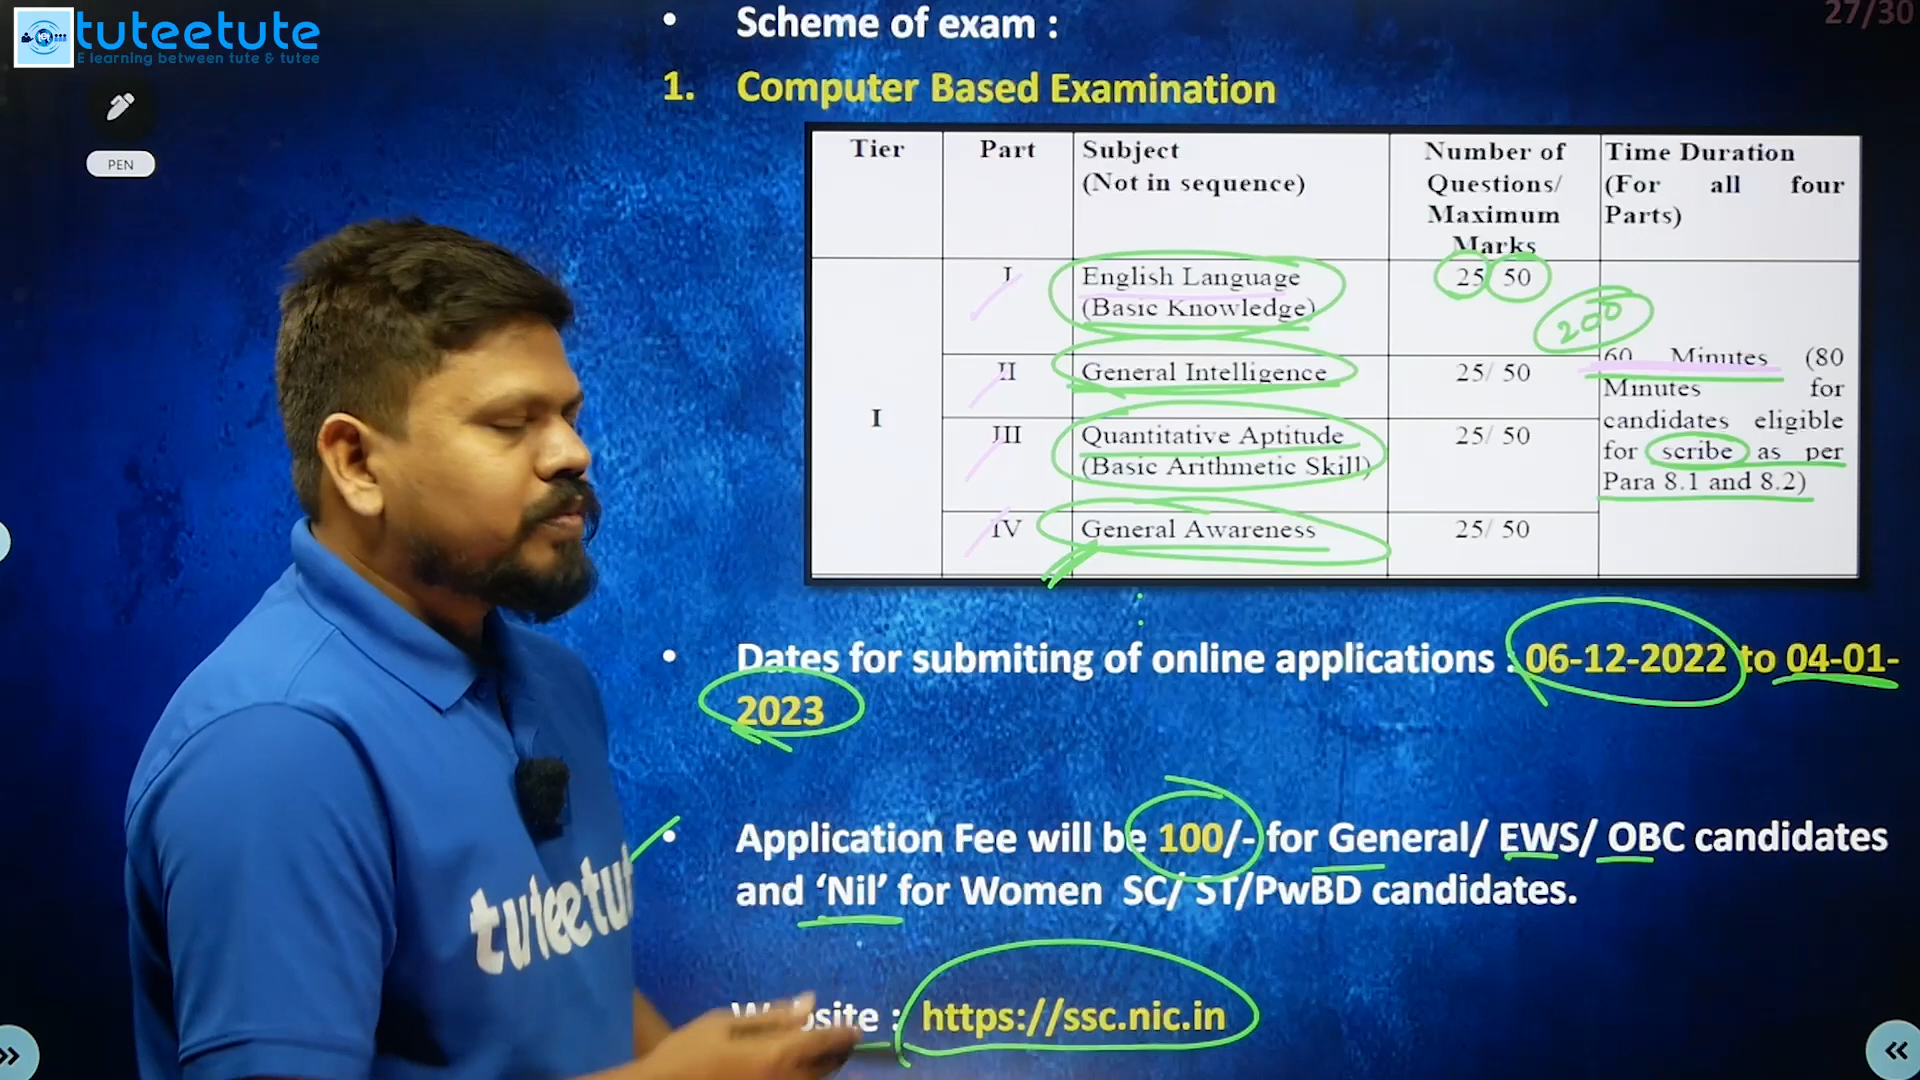 27/30
tuteetute
E learning between tute & tutee
• Scheme of exam :
1. Computer Based Examination
PEN
Tier Part Subject (Not in sequence) Number of Questions/ Maximum Marks Time Duration (For all four Parts)
I
I English Language (Basic Knowledge) 25 50
200
II General Intelligence 25/ 50
III Quantitative Aptitude (Basic Arithmetic Skill) 25/ 50
IV General Awareness 25/ 50
60 Minutes (80
Minutes for
candidates eligible
for scribe as per
Para 8.1 and 8.2)
• Dates for submiting of online applications : 06-12-2022 to 04-01-
2023
• Application Fee will be 100/- for General/ EWS/ OBC candidates
and ‘Nil’ for Women SC/ ST/PwBD candidates.
Website : https://ssc.nic.in
tuteetut